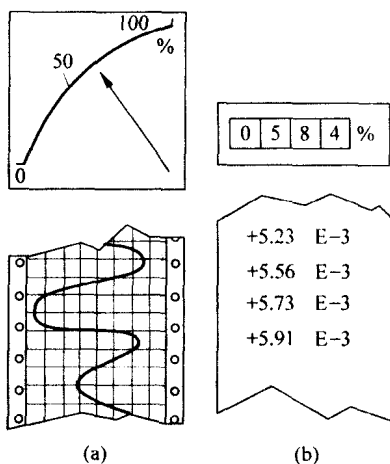 100
%
50
0
0 5 8 4 %
+5.23 E−3
+5.56 E−3
+5.73 E−3
+5.91 E−3
(a) (b)